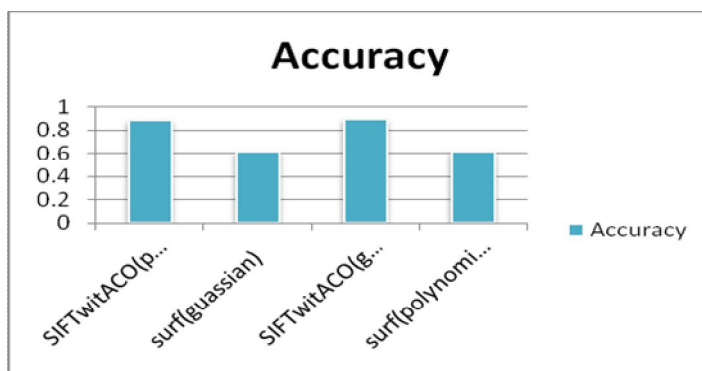 Accuracy
1
0.8
0.6
0.4
0.2
0
SIFTwitACO(p...
surf(guassian)
SIFTwitACO(g...
surf(polynomi...
Accuracy